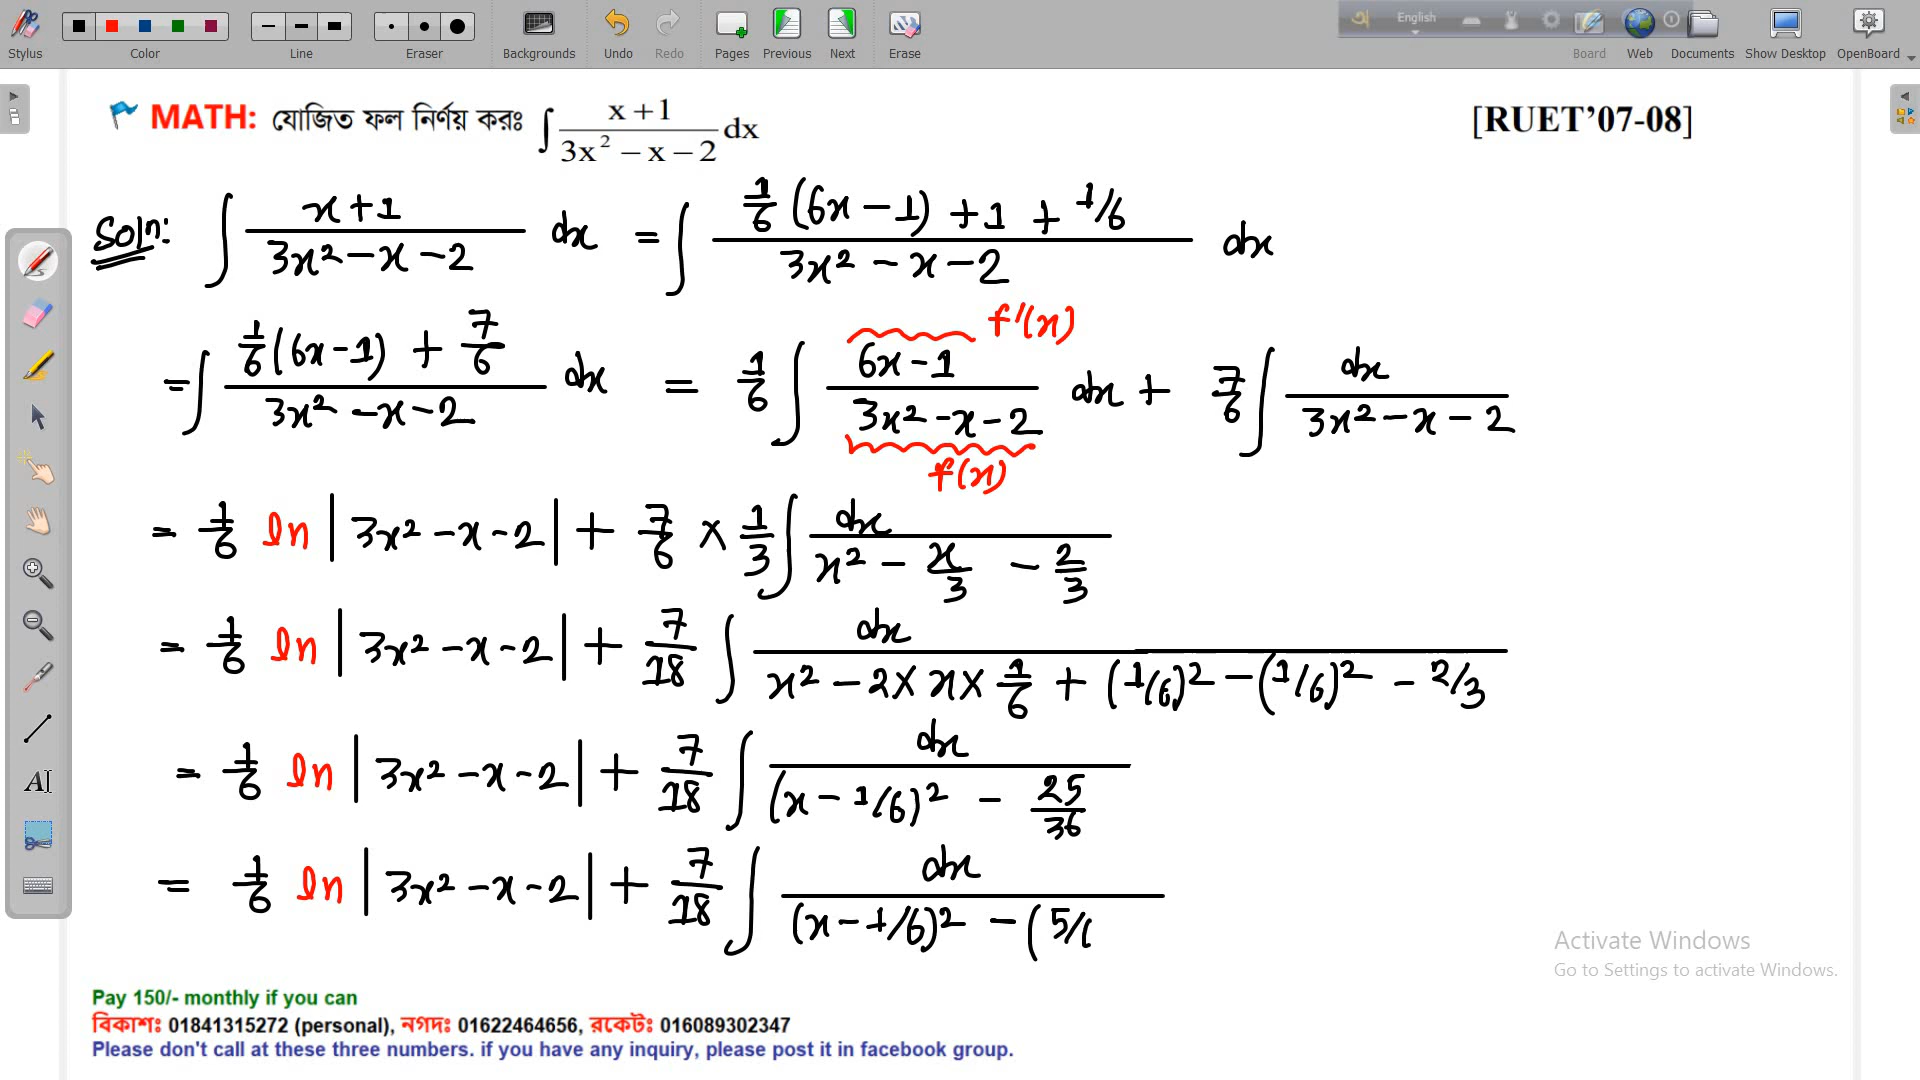 Stylus Color Line Eraser Backgrounds Undo Redo Pages Previous Next Erase English Board Web Documents Show Desktop OpenBoard
MATH: যোজিত ফল নির্ণয় করঃ ∫ (x+1)/(3x² − x − 2) dx [RUET’07-08]
Soln: ∫ (x+1)/(3x² − x − 2) dx = ∫ (1/6 (6x − 1) + 1 + 1/6)/(3x² − x − 2) dx
= ∫ (1/6 (6x − 1) + 7/6)/(3x² − x − 2) dx = 1/6 ∫ (6x − 1)/(3x² − x − 2) dx + 7/6 ∫ dx/(3x² − x − 2)
f'(x)
f(x)
= 1/6 ln |3x² − x − 2| + 7/6 × 1/3 ∫ dx/(x² − x/3 − 2/3)
= 1/6 ln |3x² − x − 2| + 7/18 ∫ dx/(x² − 2 × x × 1/6 + (1/6)² − (1/6)² − 2/3)
= 1/6 ln |3x² − x − 2| + 7/18 ∫ dx/((x − 1/6)² − 25/36)
= 1/6 ln |3x² − x − 2| + 7/18 ∫ dx/((x − 1/6)² − (5/
Activate Windows
Go to Settings to activate Windows.
Pay 150/- monthly if you can
বিকাশঃ 01841315272 (personal), নগদঃ 01622464656, রকেটঃ 016089302347
Please don't call at these three numbers. if you have any inquiry, please post it in facebook group.